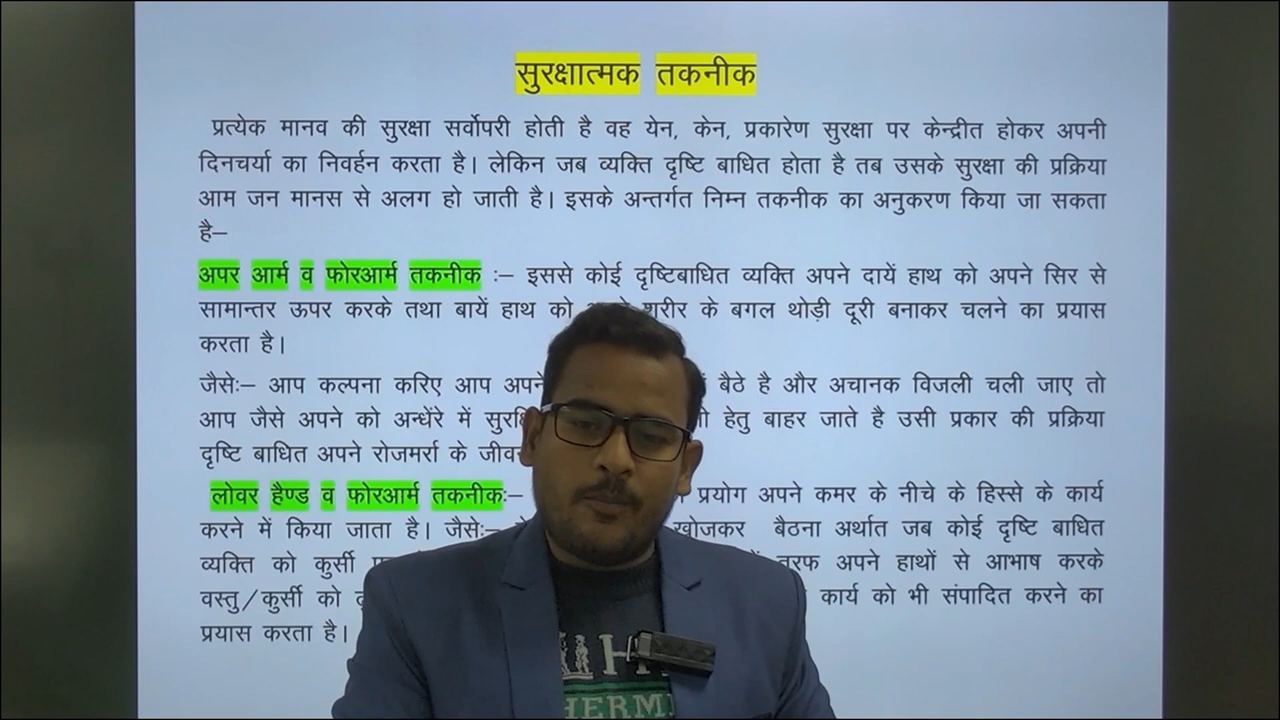 सुरक्षात्मक तकनीक
प्रत्येक मानव की सुरक्षा सर्वोपरी होती है वह येन, केन, प्रकारेण सुरक्षा पर केन्द्रीत होकर अपनी
दिनचर्या का निवर्हन करता है। लेकिन जब व्यक्ति दृष्टि बाधित होता है तब उसके सुरक्षा की प्रक्रिया
आम जन मानस से अलग हो जाती है। इसके अन्तर्गत निम्न तकनीक का अनुकरण किया जा सकता
है–
अपर आर्म व फोरआर्म तकनीक :– इससे कोई दृष्टिबाधित व्यक्ति अपने दायें हाथ को अपने सिर से
सामान्तर ऊपर करके तथा बायें हाथ को शरीर के बगल थोड़ी दूरी बनाकर चलने का प्रयास
करता है।
जैसेः– आप कल्पना करिए आप अपने बैठे है और अचानक विजली चली जाए तो
आप जैसे अपने को अन्धेंरे में हेतु बाहर जाते है उसी प्रकार की प्रक्रिया
दृष्टि बाधित अपने रोजमर्रा के
लोवर हैण्ड व फोरआर्म तकनीकः– प्रयोग अपने कमर के नीचे के हिस्से के कार्य
करने में किया जाता है। जैसेः– खोजकर बैठना अर्थात जब कोई दृष्टि बाधित
व्यक्ति को कुर्सी तरफ अपने हाथों से आभाष करके
वस्तु/कुर्सी को कार्य को भी संपादित करने का
प्रयास करता है।
HERM